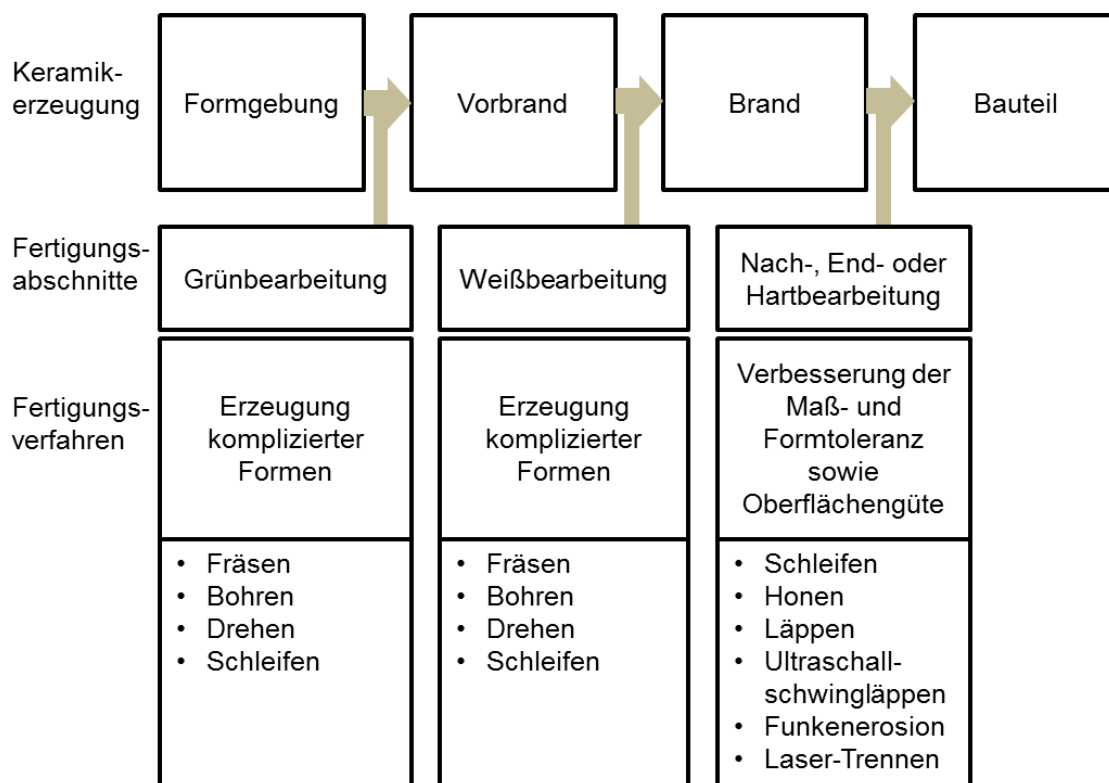 Keramik-
erzeugung
Formgebung
Vorbrand
Brand
Bauteil
Fertigungs-
abschnitte
Grünbearbeitung
Weißbearbeitung
Nach-, End- oder
Hartbearbeitung
Fertigungs-
verfahren
Erzeugung
komplizierter
Formen
Erzeugung
komplizierter
Formen
Verbesserung der
Maß- und
Formtoleranz
sowie
Oberflächengüte
• Fräsen
• Bohren
• Drehen
• Schleifen
• Fräsen
• Bohren
• Drehen
• Schleifen
• Schleifen
• Honen
• Läppen
• Ultraschall-
schwingläppen
• Funkenerosion
• Laser-Trennen